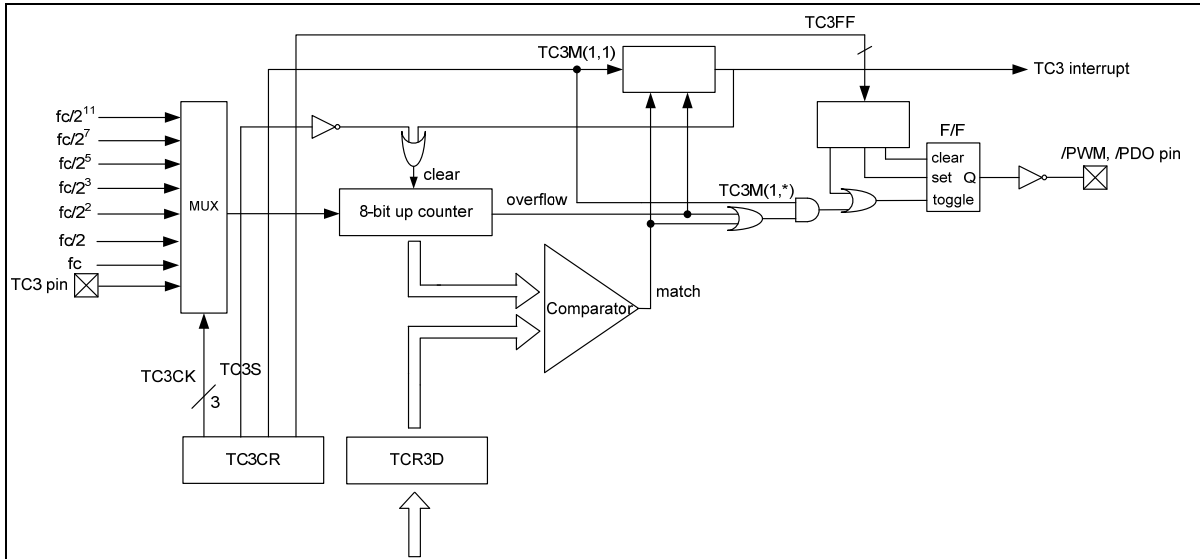 TC3FF
TC3M(1,1)
TC3 interrupt
fc/2¹¹
fc/2⁷
fc/2⁵
fc/2³
fc/2²
fc/2
fc
TC3 pin
MUX
clear
8-bit up counter
overflow
TC3M(1,*)
F/F
clear
set Q
toggle
/PWM, /PDO pin
Comparator
match
TC3CK
TC3S
3
TC3CR
TCR3D